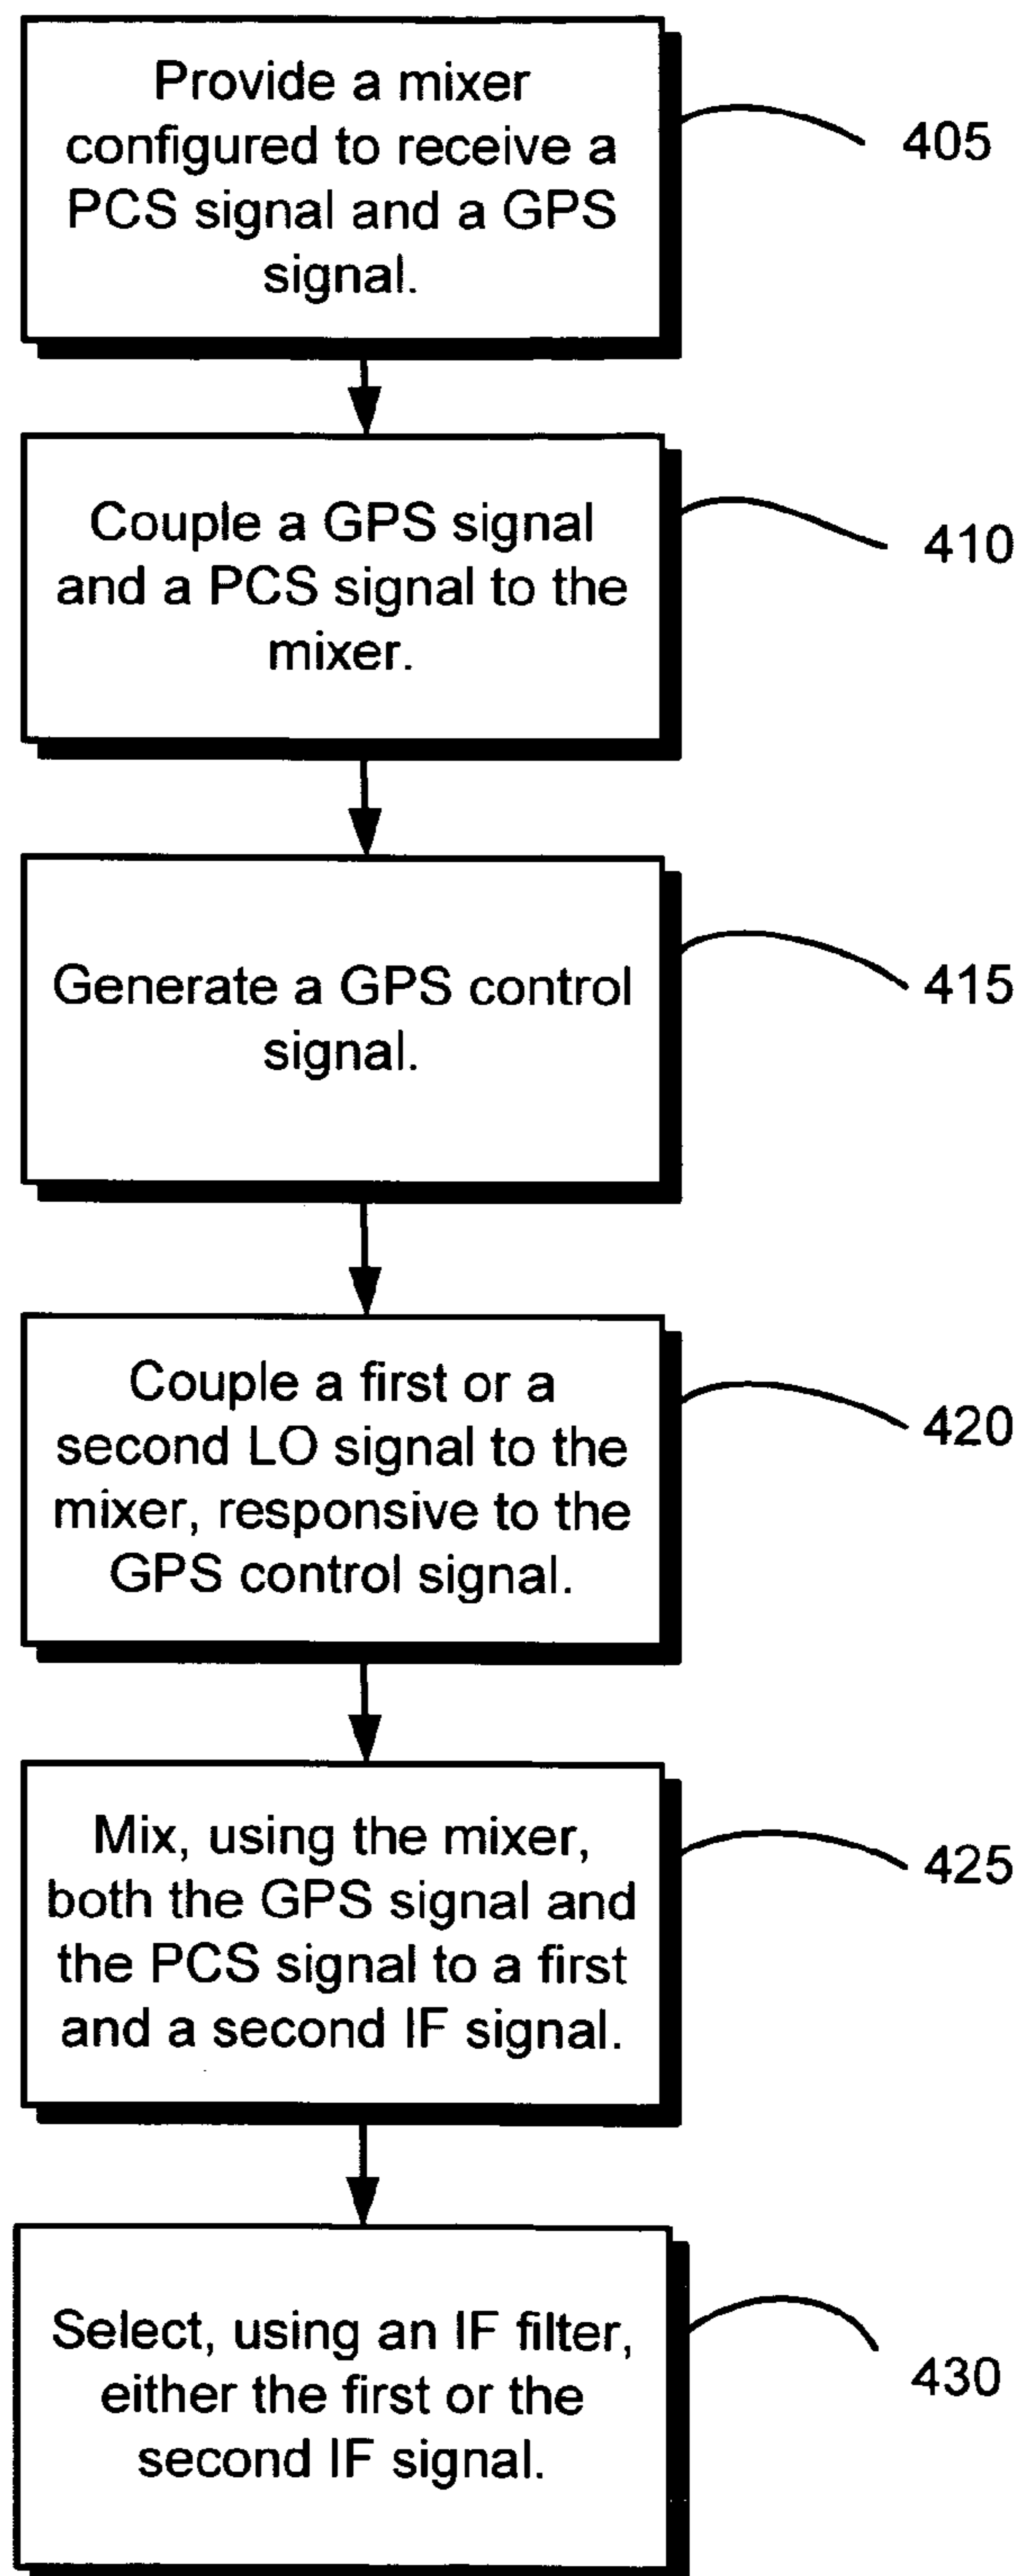 Provide a mixer
configured to receive a
PCS signal and a GPS
signal.
405
Couple a GPS signal
and a PCS signal to the
mixer.
410
Generate a GPS control
signal.
415
Couple a first or a
second LO signal to the
mixer, responsive to the
GPS control signal.
420
Mix, using the mixer,
both the GPS signal and
the PCS signal to a first
and a second IF signal.
425
Select, using an IF filter,
either the first or the
second IF signal.
430